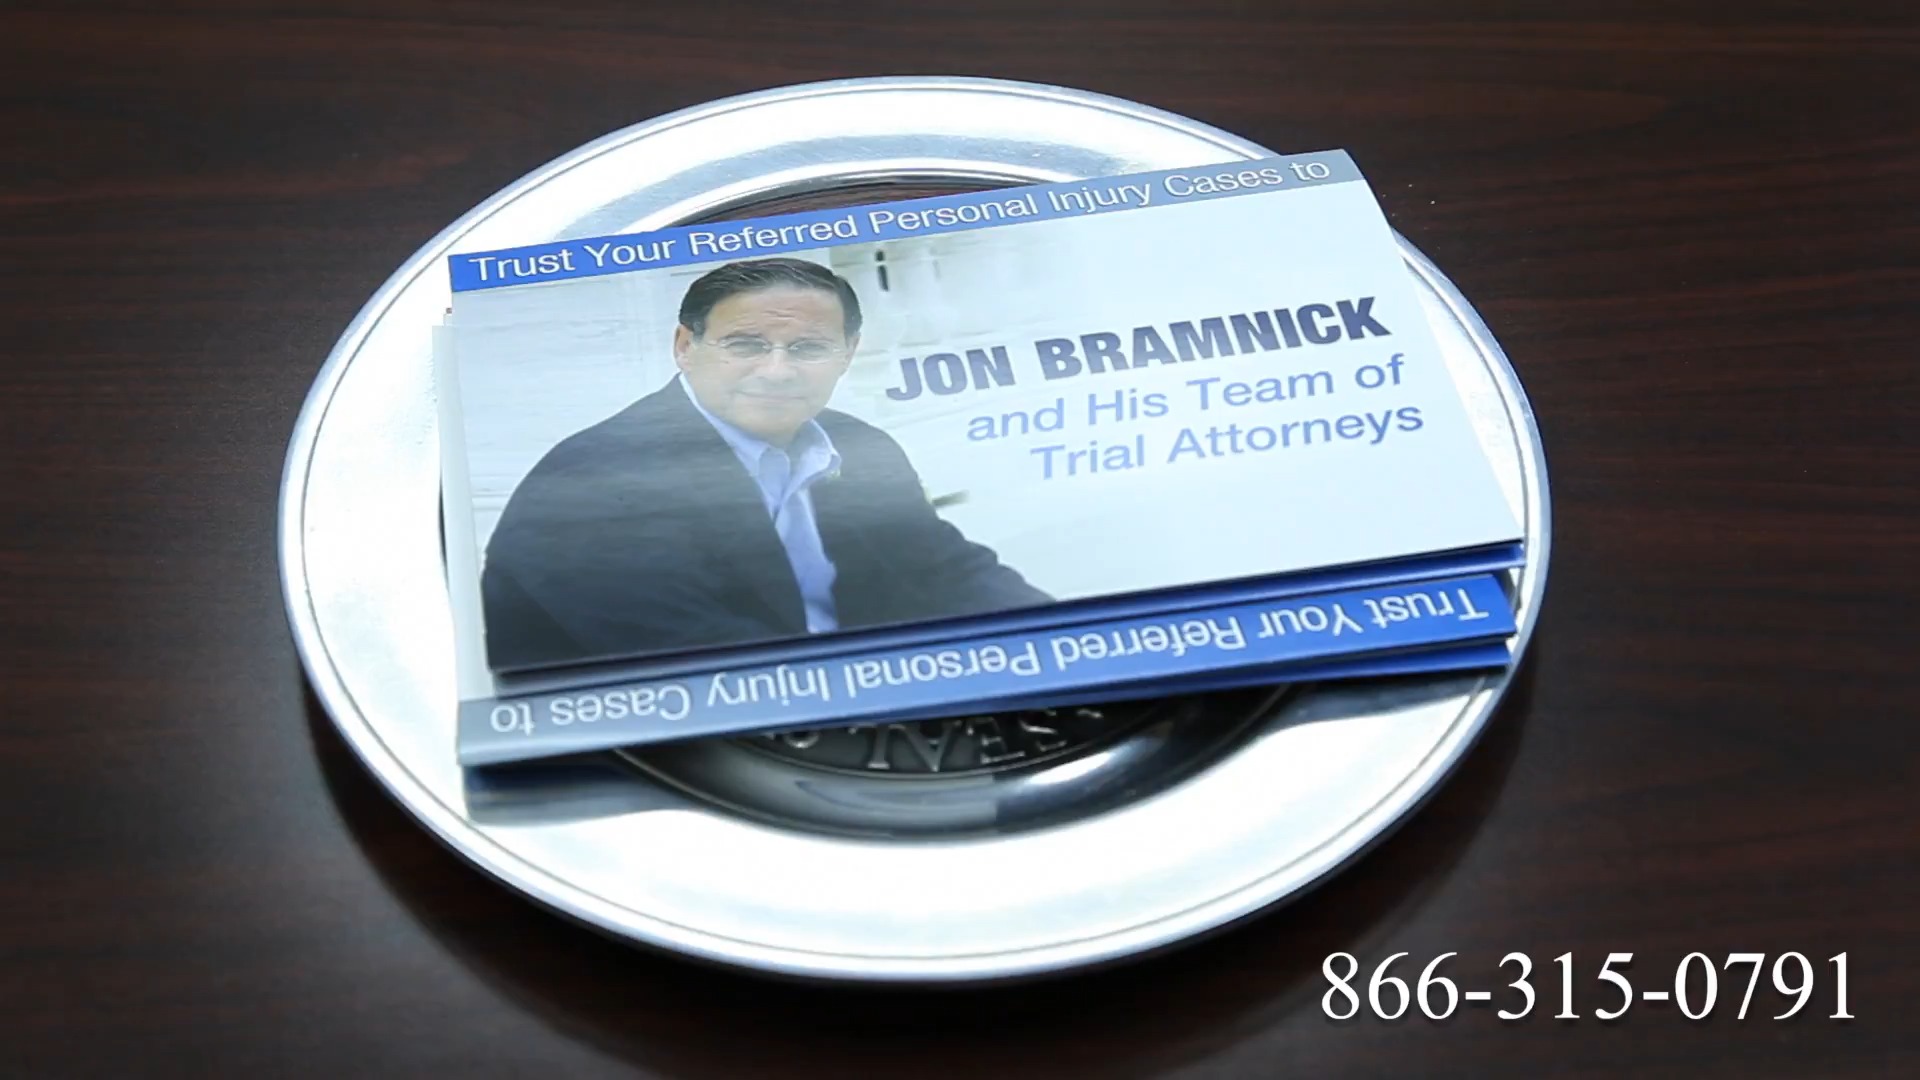 Trust Your Referred Personal Injury Cases to
JON BRAMNICK
and His Team of
Trial Attorneys
Trust Your Referred Personal Injury Cases to
SEAL
866-315-0791